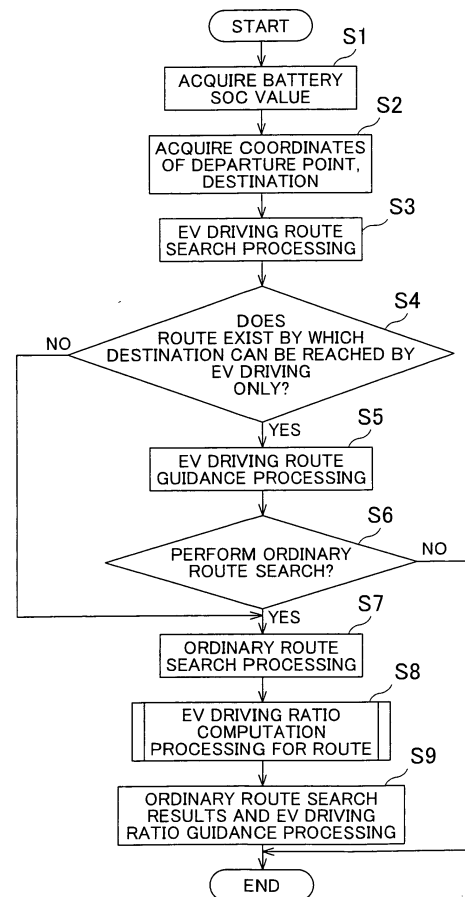 START
S1
ACQUIRE BATTERY
SOC VALUE
S2
ACQUIRE COORDINATES
OF DEPARTURE POINT,
DESTINATION
S3
EV DRIVING ROUTE
SEARCH PROCESSING
S4
DOES
ROUTE EXIST BY WHICH
DESTINATION CAN BE REACHED BY
EV DRIVING
ONLY?
NO
YES
S5
EV DRIVING ROUTE
GUIDANCE PROCESSING
S6
PERFORM ORDINARY
ROUTE SEARCH?
NO
YES
S7
ORDINARY ROUTE
SEARCH PROCESSING
S8
EV DRIVING RATIO
COMPUTATION
PROCESSING FOR ROUTE
S9
ORDINARY ROUTE SEARCH
RESULTS AND EV DRIVING
RATIO GUIDANCE PROCESSING
END